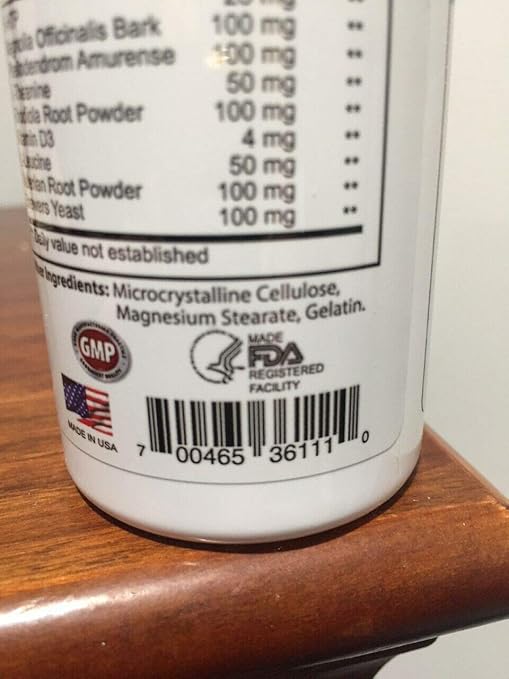 Officinalis Bark 100 mg **
Amurense 100 mg **
50 mg **
Root Powder 100 mg **
D3 4 mg **
50 mg **
Root Powder 100 mg **
Yeast 100 mg **
Daily value not established
Ingredients: Microcrystalline Cellulose,
Magnesium Stearate, Gelatin.
GMP
MADE
FDA
REGISTERED
FACILITY
MADE IN USA
7 00465 36111 0